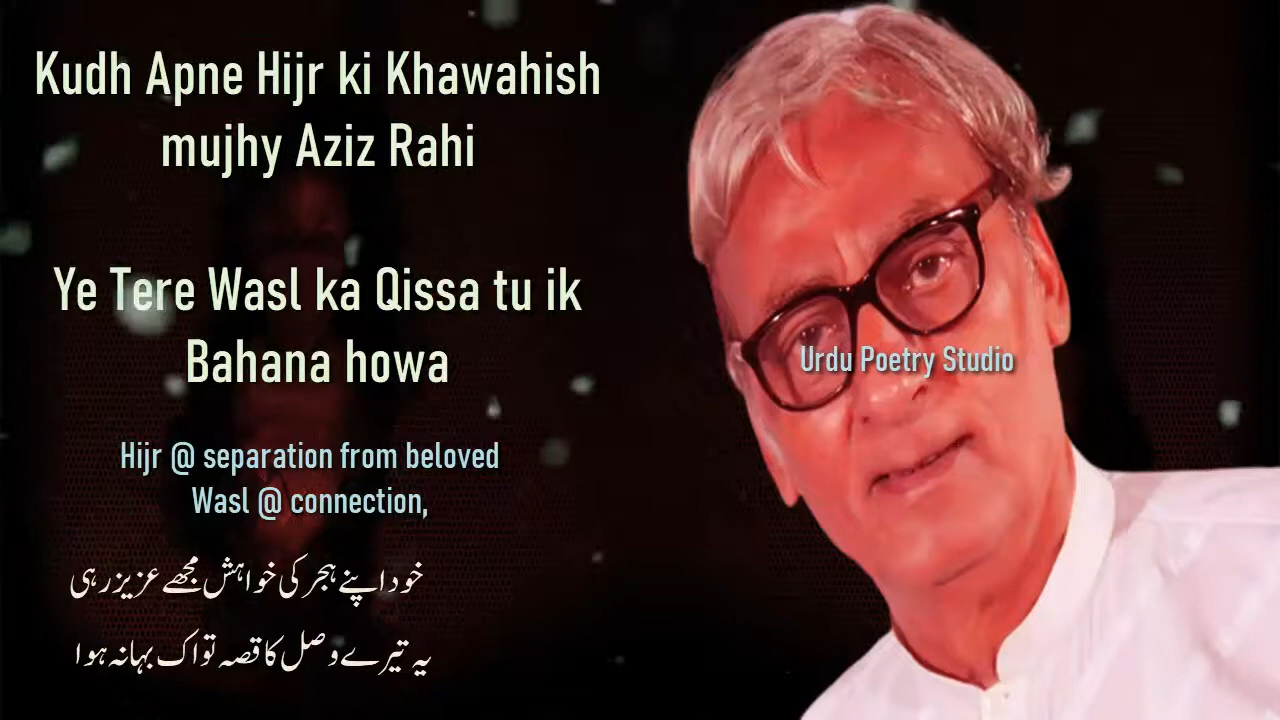 Kudh Apne Hijr ki Khawahish
mujhy Aziz Rahi
Ye Tere Wasl ka Qissa tu ik
Bahana howa
Hijr @ separation from beloved
Wasl @ connection,
خود اپنے ہجر کی خواہش مجھے عزیز رہی
یہ تیرے وصل کا قصہ تو اک بہانہ ہوا
Urdu Poetry Studio